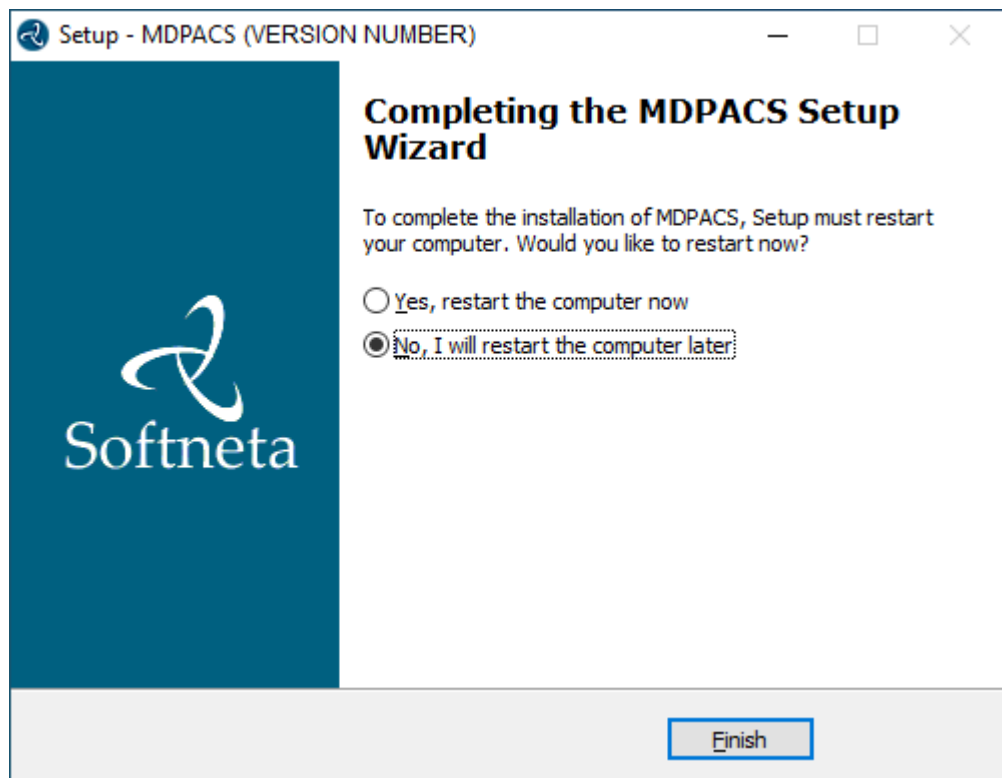 Setup - MDPACS (VERSION NUMBER)
Completing the MDPACS Setup
Wizard
To complete the installation of MDPACS, Setup must restart
your computer. Would you like to restart now?
Yes, restart the computer now
No, I will restart the computer later
Softneta
Finish